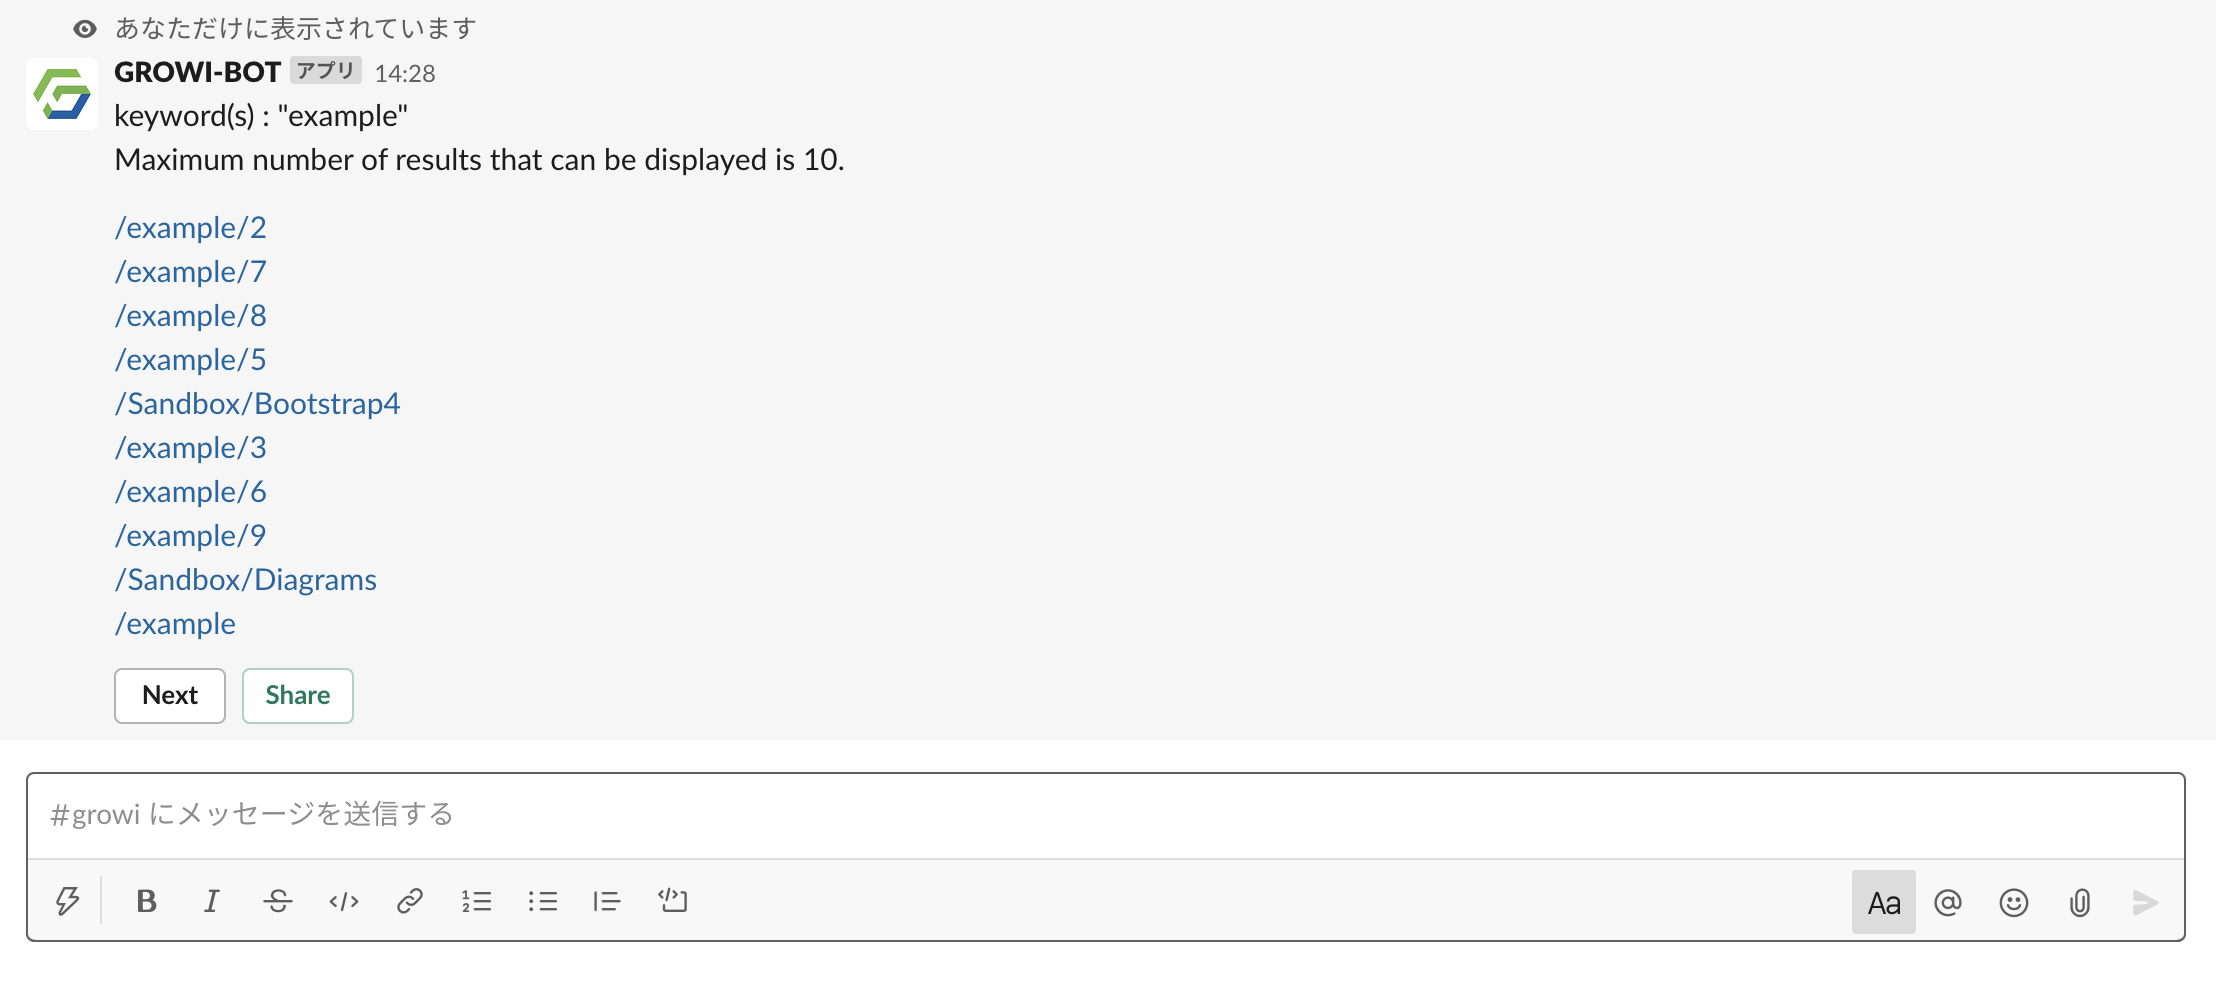 あなただけに表示されています
GROWI-BOT アプリ 14:28
keyword(s) : "example"
Maximum number of results that can be displayed is 10.
/example/2
/example/7
/example/8
/example/5
/Sandbox/Bootstrap4
/example/3
/example/6
/example/9
/Sandbox/Diagrams
/example
Next Share
#growi にメッセージを送信する
B I S </> Aa @